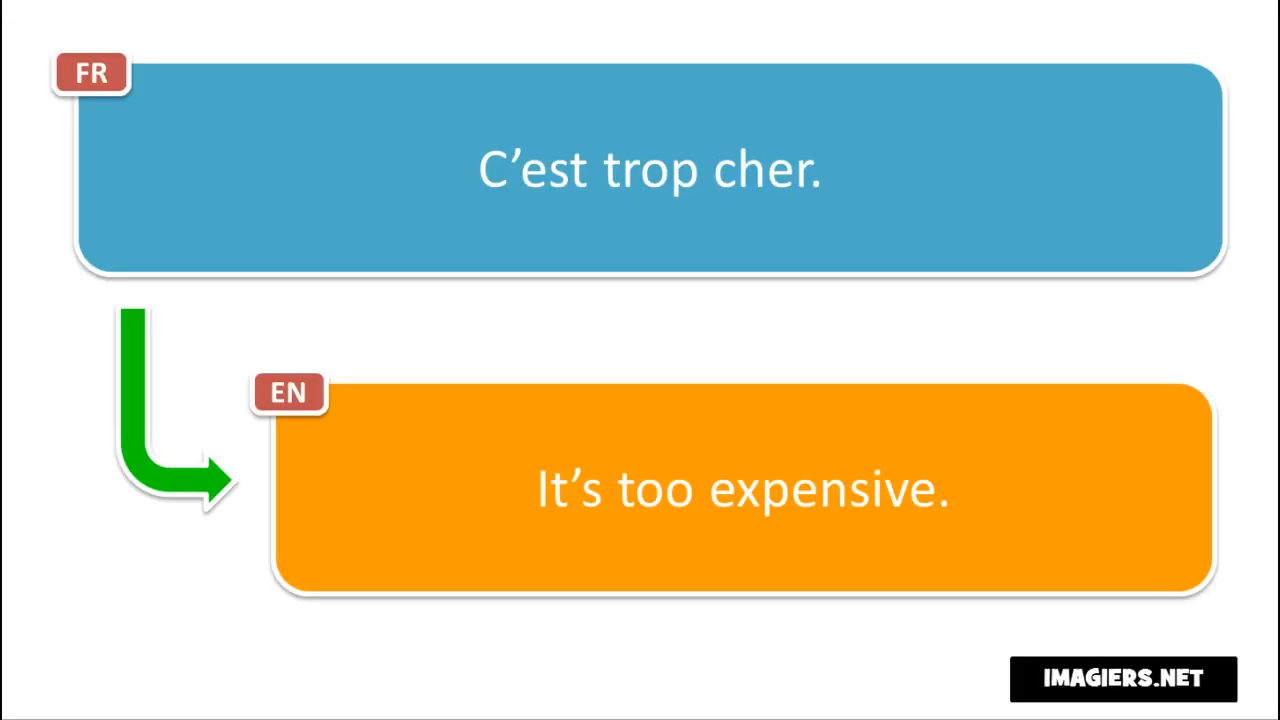 FR
C’est trop cher.
EN
It’s too expensive.
IMAGIERS.NET